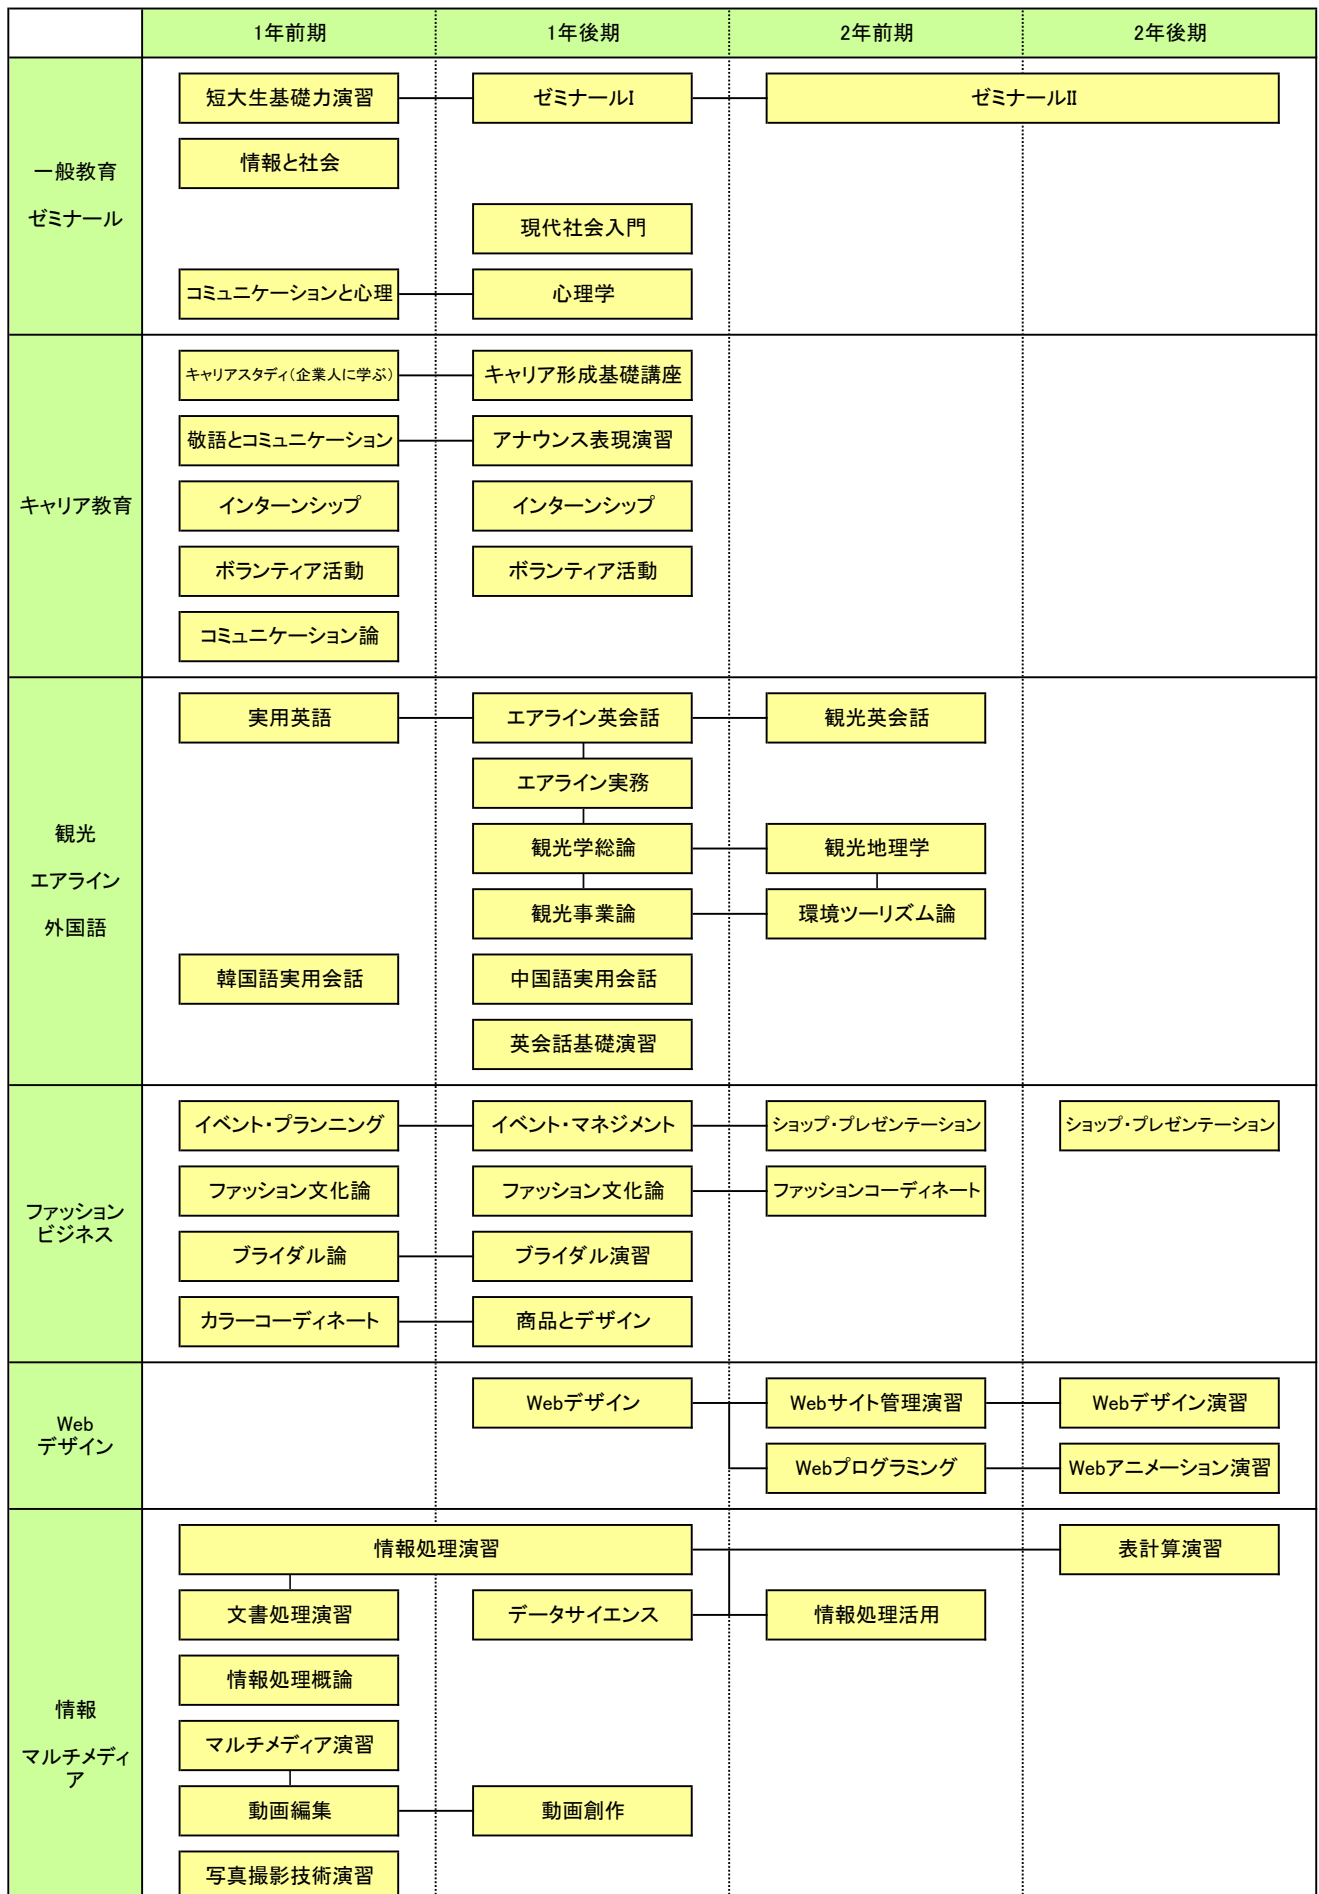 1年前期 1年後期 2年前期 2年後期
一般教育
ゼミナール
短大生基礎力演習 ゼミナールI ゼミナールII
情報と社会
現代社会入門
コミュニケーションと心理 心理学
キャリア教育
キャリアスタディ(企業人に学ぶ) キャリア形成基礎講座
敬語とコミュニケーション アナウンス表現演習
インターンシップ インターンシップ
ボランティア活動 ボランティア活動
コミュニケーション論
観光
エアライン
外国語
実用英語 エアライン英会話 観光英会話
エアライン実務
観光学総論 観光地理学
観光事業論 環境ツーリズム論
韓国語実用会話 中国語実用会話
英会話基礎演習
ファッション
ビジネス
イベント・プランニング イベント・マネジメント ショップ・プレゼンテーション ショップ・プレゼンテーション
ファッション文化論 ファッション文化論 ファッションコーディネート
ブライダル論 ブライダル演習
カラーコーディネート 商品とデザイン
Web
デザイン
Webデザイン Webサイト管理演習 Webデザイン演習
Webプログラミング Webアニメーション演習
情報
マルチメディ
ア
情報処理演習 表計算演習
文書処理演習 データサイエンス 情報処理活用
情報処理概論
マルチメディア演習
動画編集 動画創作
写真撮影技術演習